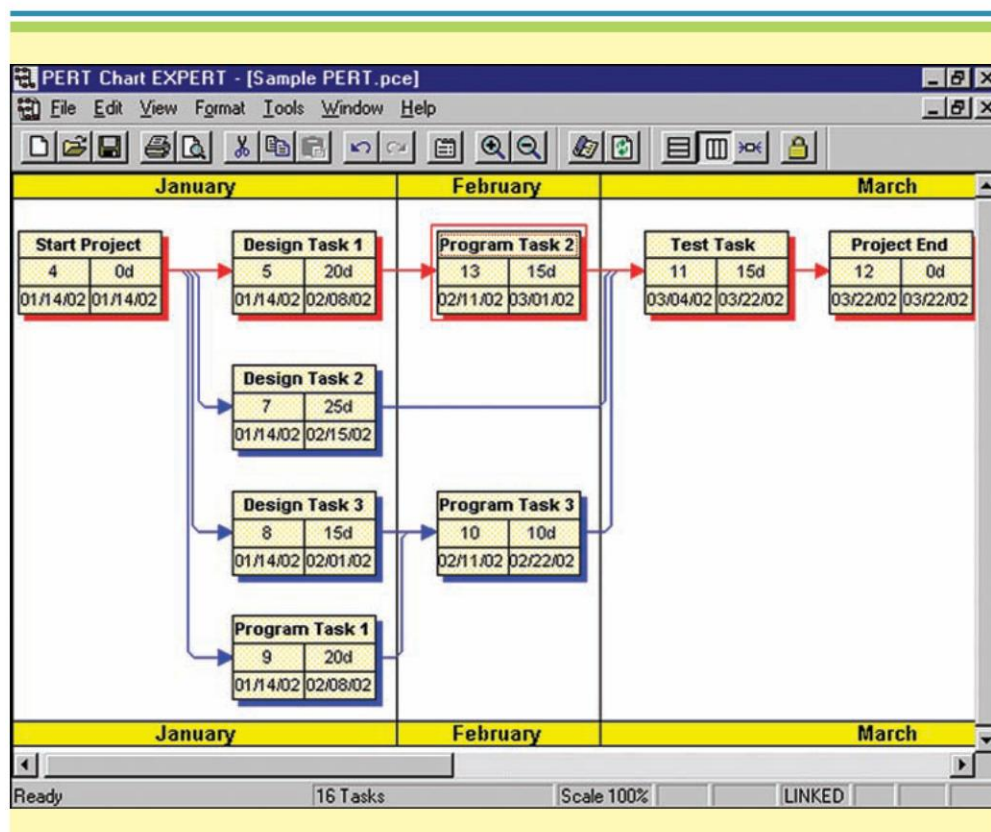 PERT Chart EXPERT - [Sample PERT.pce]
File Edit View Format Tools Window Help
January February March
Start Project
4 0d
01/14/02 01/14/02
Design Task 1
5 20d
01/14/02 02/08/02
Program Task 2
13 15d
02/11/02 03/01/02
Test Task
11 15d
03/04/02 03/22/02
Project End
12 0d
03/22/02 03/22/02
Design Task 2
7 25d
01/14/02 02/15/02
Design Task 3
8 15d
01/14/02 02/01/02
Program Task 3
10 10d
02/11/02 02/22/02
Program Task 1
9 20d
01/14/02 02/08/02
January February March
Ready 16 Tasks Scale 100% LINKED